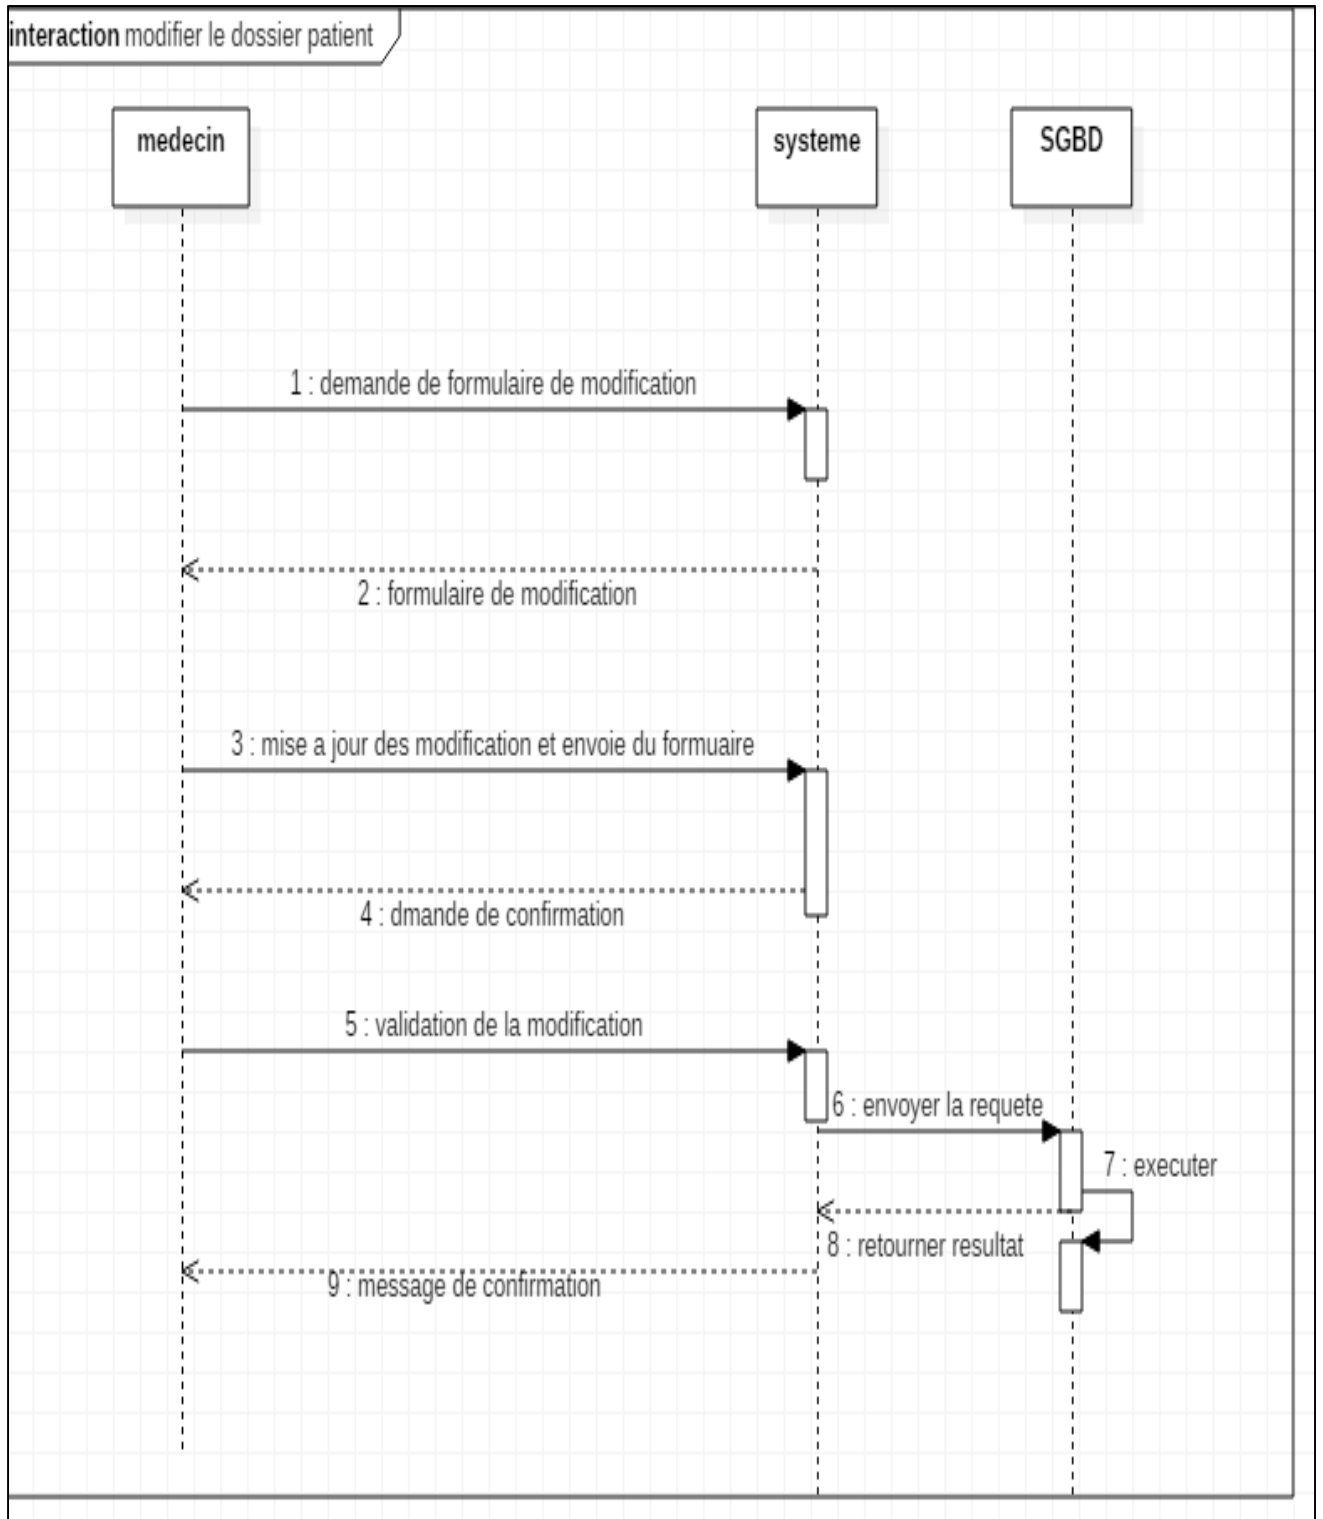 interaction modifier le dossier patient
medecin
systeme
SGBD
1 : demande de formulaire de modification
2 : formulaire de modification
3 : mise a jour des modification et envoie du formuaire
4 : dmande de confirmation
5 : validation de la modification
6 : envoyer la requete
7 : executer
8 : retourner resultat
9 : message de confirmation